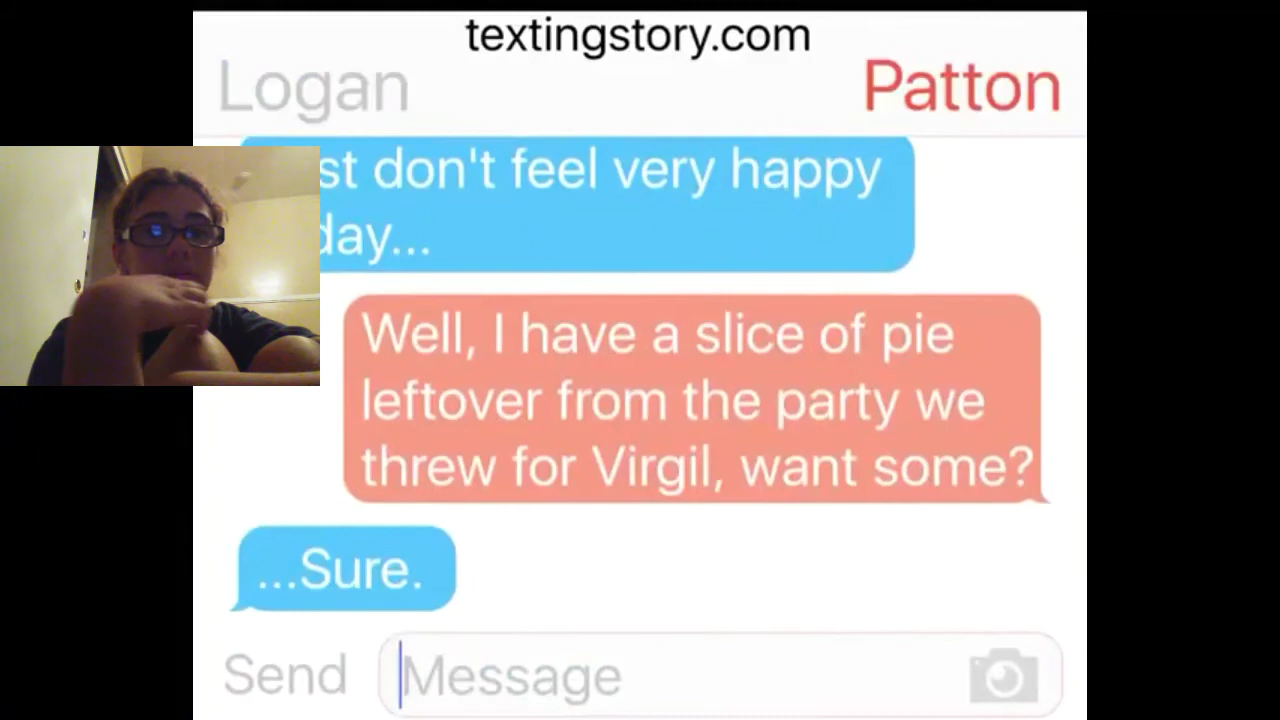 textingstory.com
Logan Patton
st don't feel very happy
day...
Well, I have a slice of pie
leftover from the party we
threw for Virgil, want some?
...Sure.
Send Message